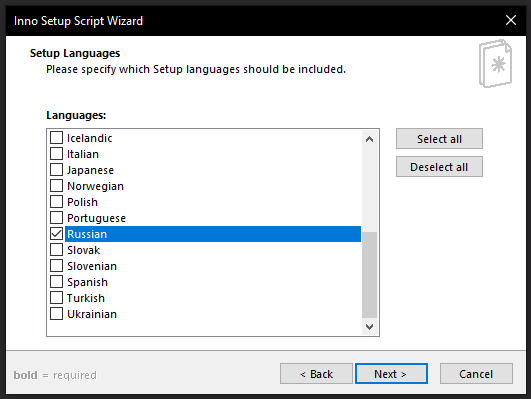 Inno Setup Script Wizard
Setup Languages
Please specify which Setup languages should be included.
Languages:
Icelandic
Italian
Japanese
Norwegian
Polish
Portuguese
Russian
Slovak
Slovenian
Spanish
Turkish
Ukrainian
Select all
Deselect all
bold = required
< Back
Next >
Cancel